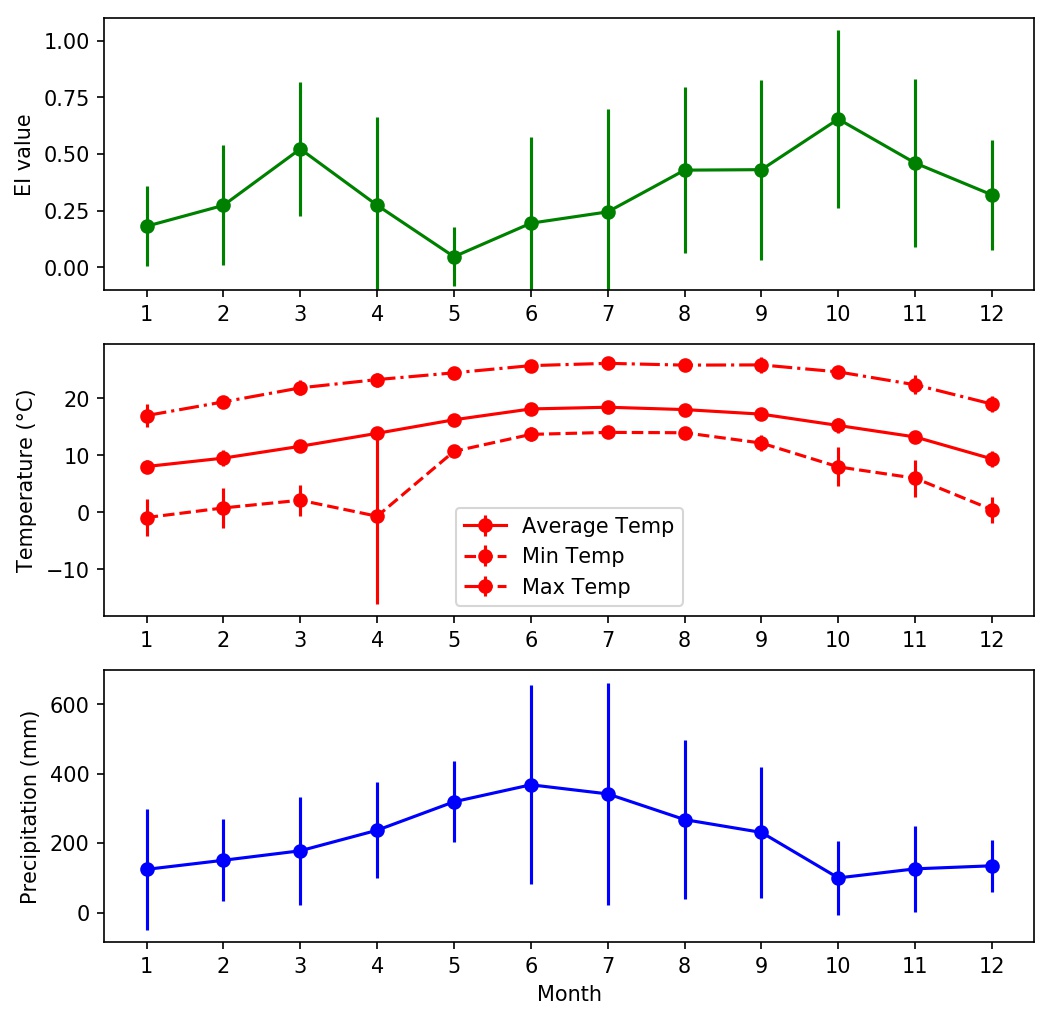 EI value
1.00
0.75
0.50
0.25
0.00
1 2 3 4 5 6 7 8 9 10 11 12
Temperature (°C)
20
10
0
−10
Average Temp
Min Temp
Max Temp
1 2 3 4 5 6 7 8 9 10 11 12
Precipitation (mm)
600
400
200
0
1 2 3 4 5 6 7 8 9 10 11 12
Month